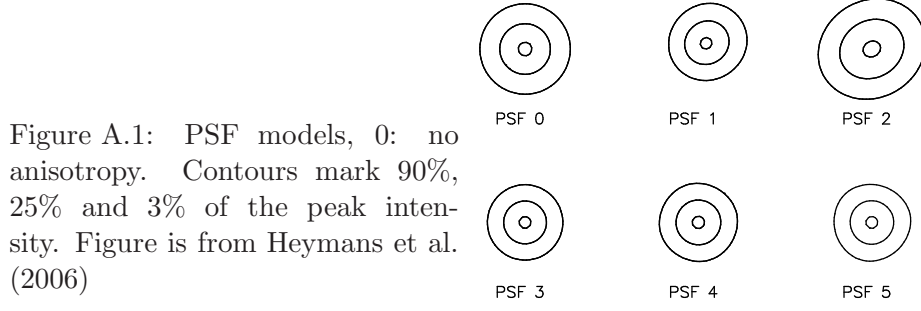 Figure A.1: PSF models, 0: no
anisotropy. Contours mark 90%,
25% and 3% of the peak inten-
sity. Figure is from Heymans et al.
(2006)
PSF 0
PSF 1
PSF 2
PSF 3
PSF 4
PSF 5